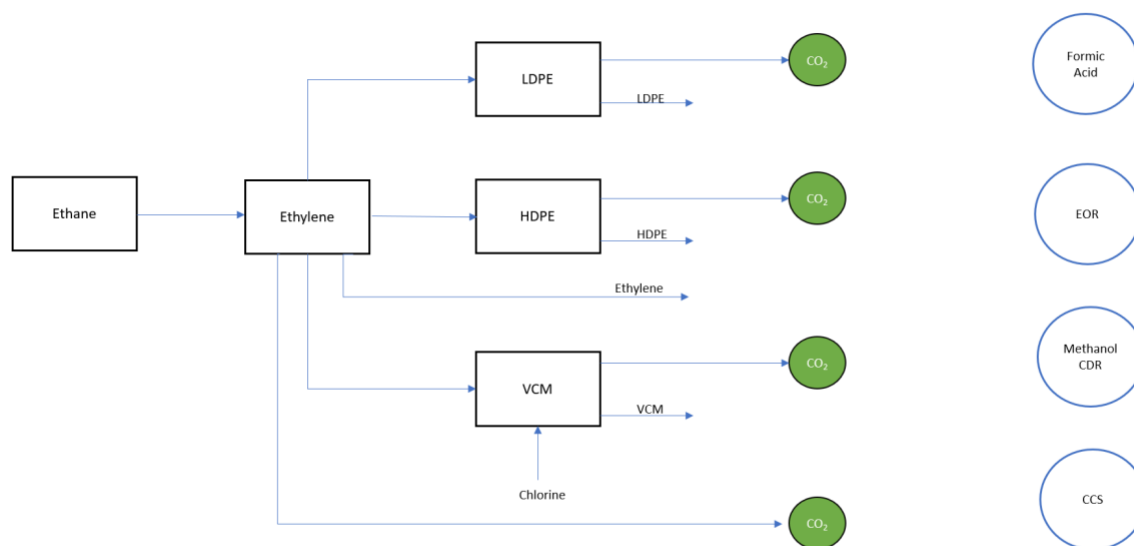 LDPE
CO₂
Formic
Acid
LDPE
Ethane
Ethylene
HDPE
CO₂
EOR
HDPE
Ethylene
VCM
CO₂
Methanol
CDR
VCM
Chlorine
CO₂
CCS